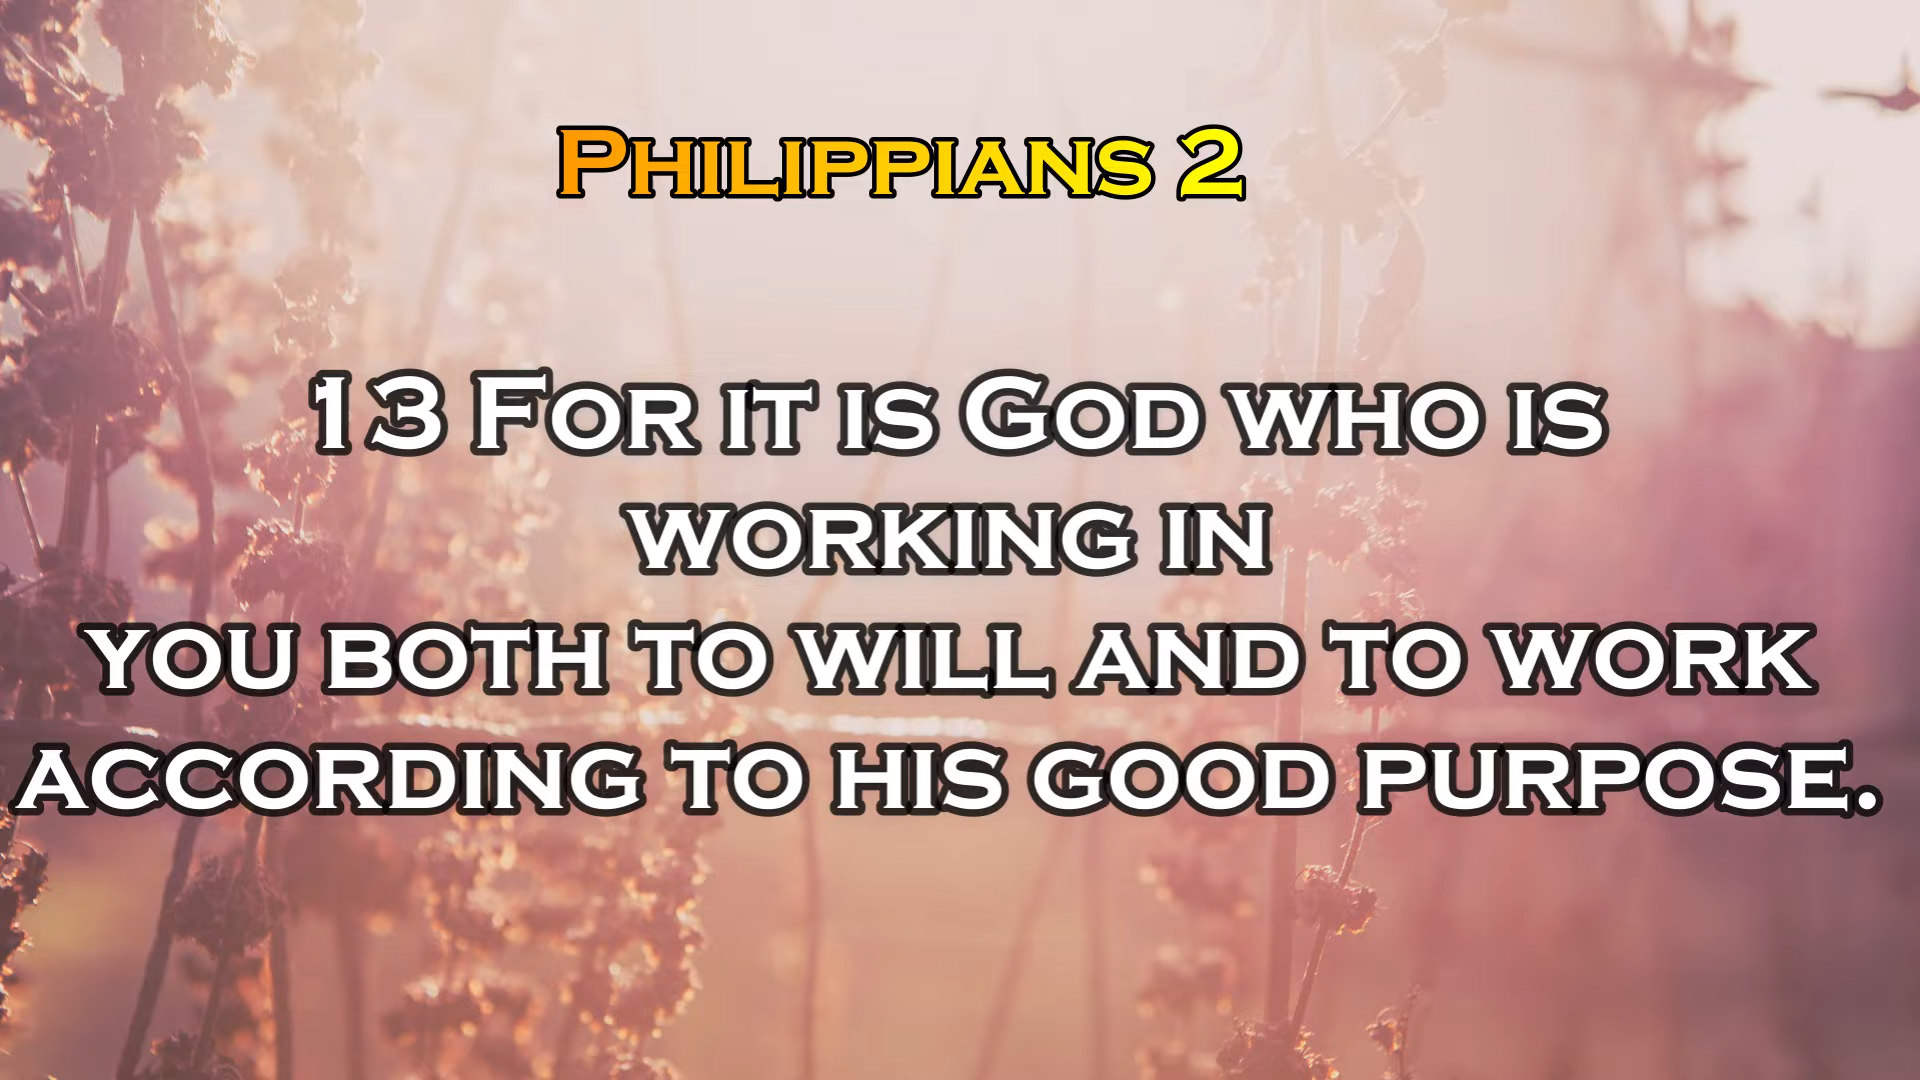 Philippians 2
13 For it is God who is
working in
you both to will and to work
according to his good purpose.